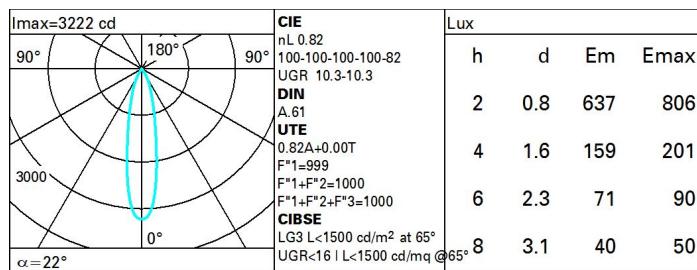 Imax=3222 cd
90°
180°
90°
3000
0°
α=22°
CIE
nL 0.82
100-100-100-100-82
UGR 10.3-10.3
DIN
A.61
UTE
0.82A+0.00T
F"1=999
F"1+F"2=1000
F"1+F"2+F"3=1000
CIBSE
LG3 L<1500 cd/m² at 65°
UGR<16 | L<1500 cd/mq @65°
Lux
h d Em Emax
2 0.8 637 806
4 1.6 159 201
6 2.3 71 90
8 3.1 40 50